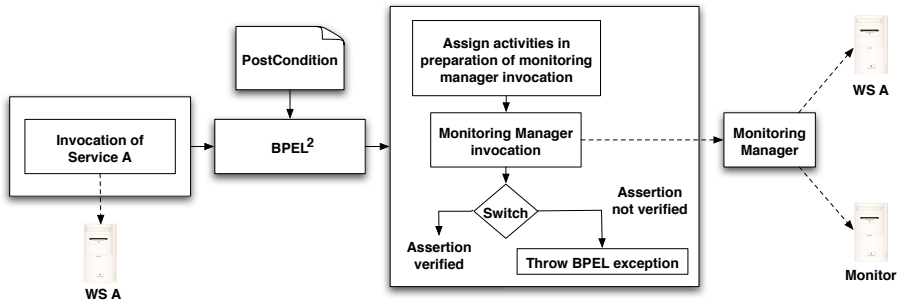 Invocation of
Service A
WS A
PostCondition
BPEL²
Assign activities in
preparation of monitoring
manager invocation
Monitoring Manager
invocation
Switch
Assertion
verified
Assertion
not verified
Throw BPEL exception
Monitoring
Manager
WS A
Monitor